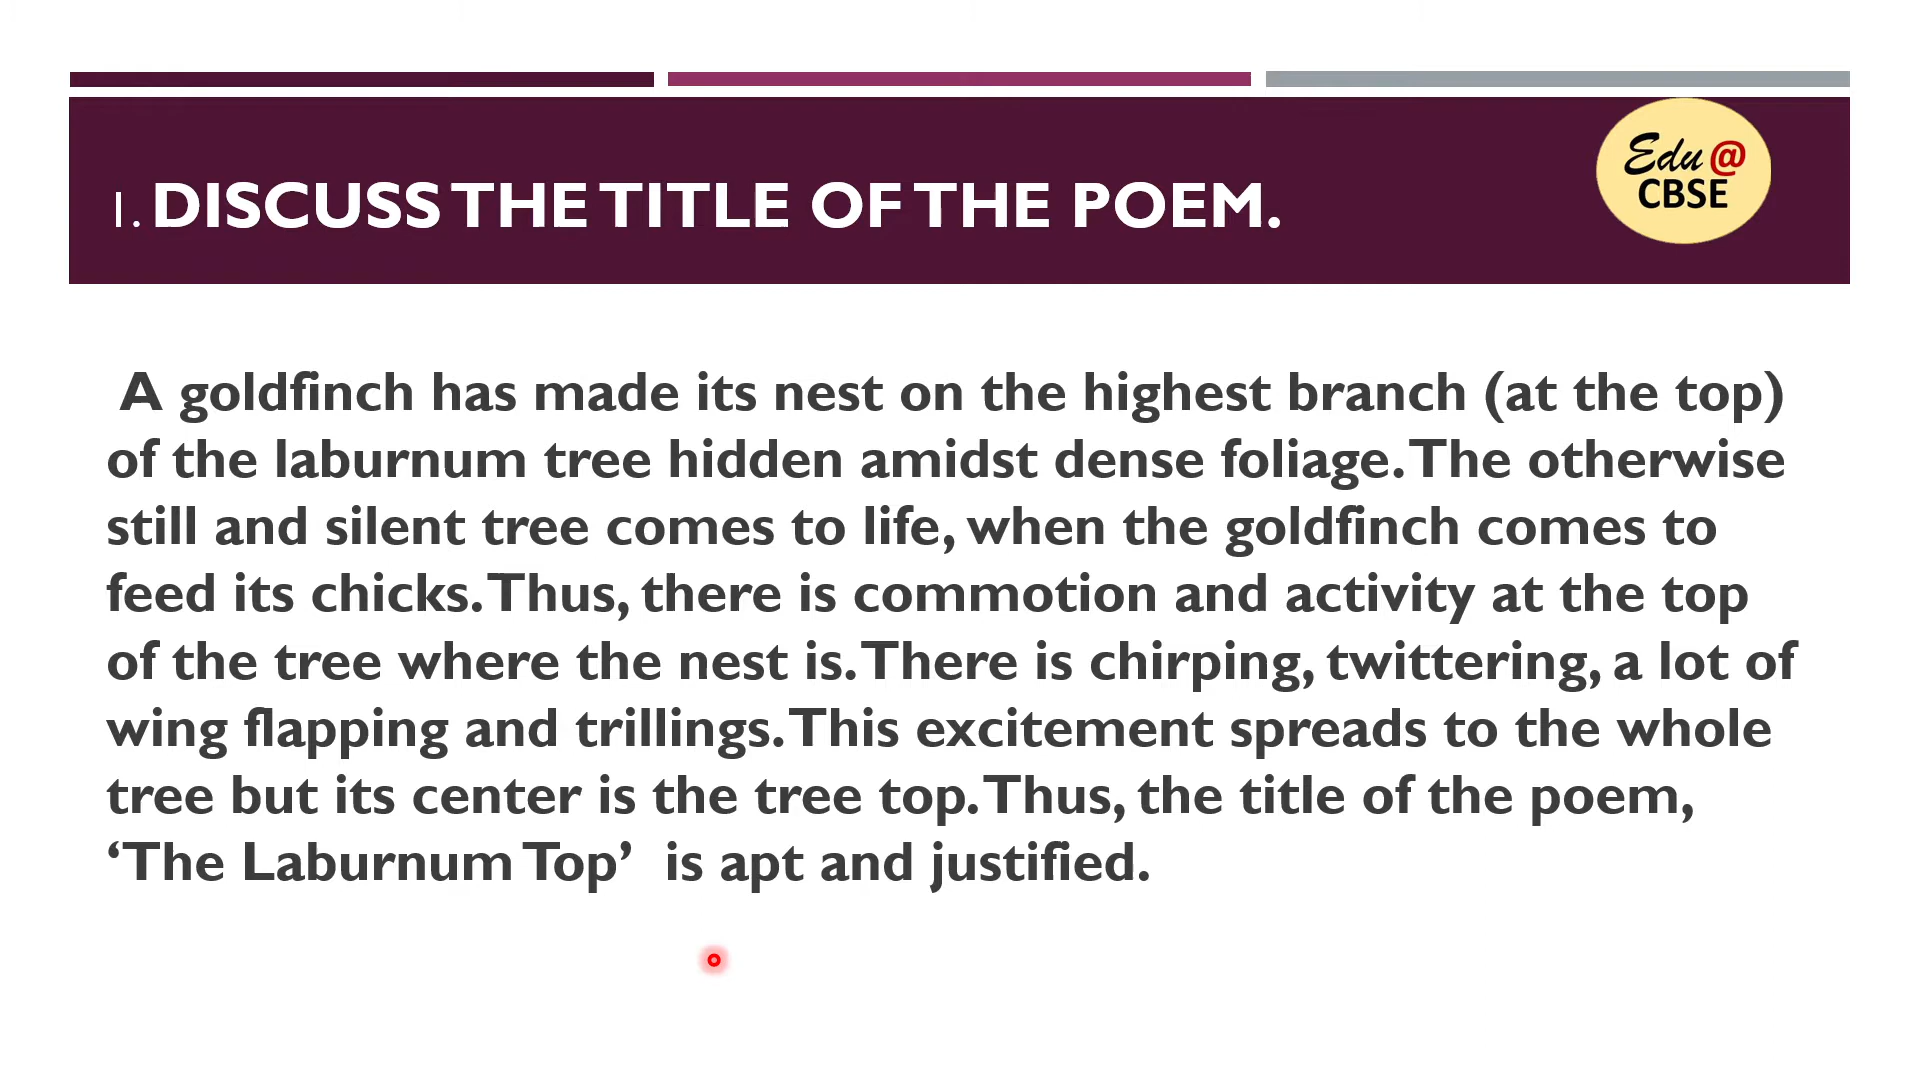 Edu@
CBSE
1. DISCUSS THE TITLE OF THE POEM.
A goldfinch has made its nest on the highest branch (at the top)
of the laburnum tree hidden amidst dense foliage. The otherwise
still and silent tree comes to life, when the goldfinch comes to
feed its chicks. Thus, there is commotion and activity at the top
of the tree where the nest is. There is chirping, twittering, a lot of
wing flapping and trillings. This excitement spreads to the whole
tree but its center is the tree top. Thus, the title of the poem,
‘The Laburnum Top’ is apt and justified.